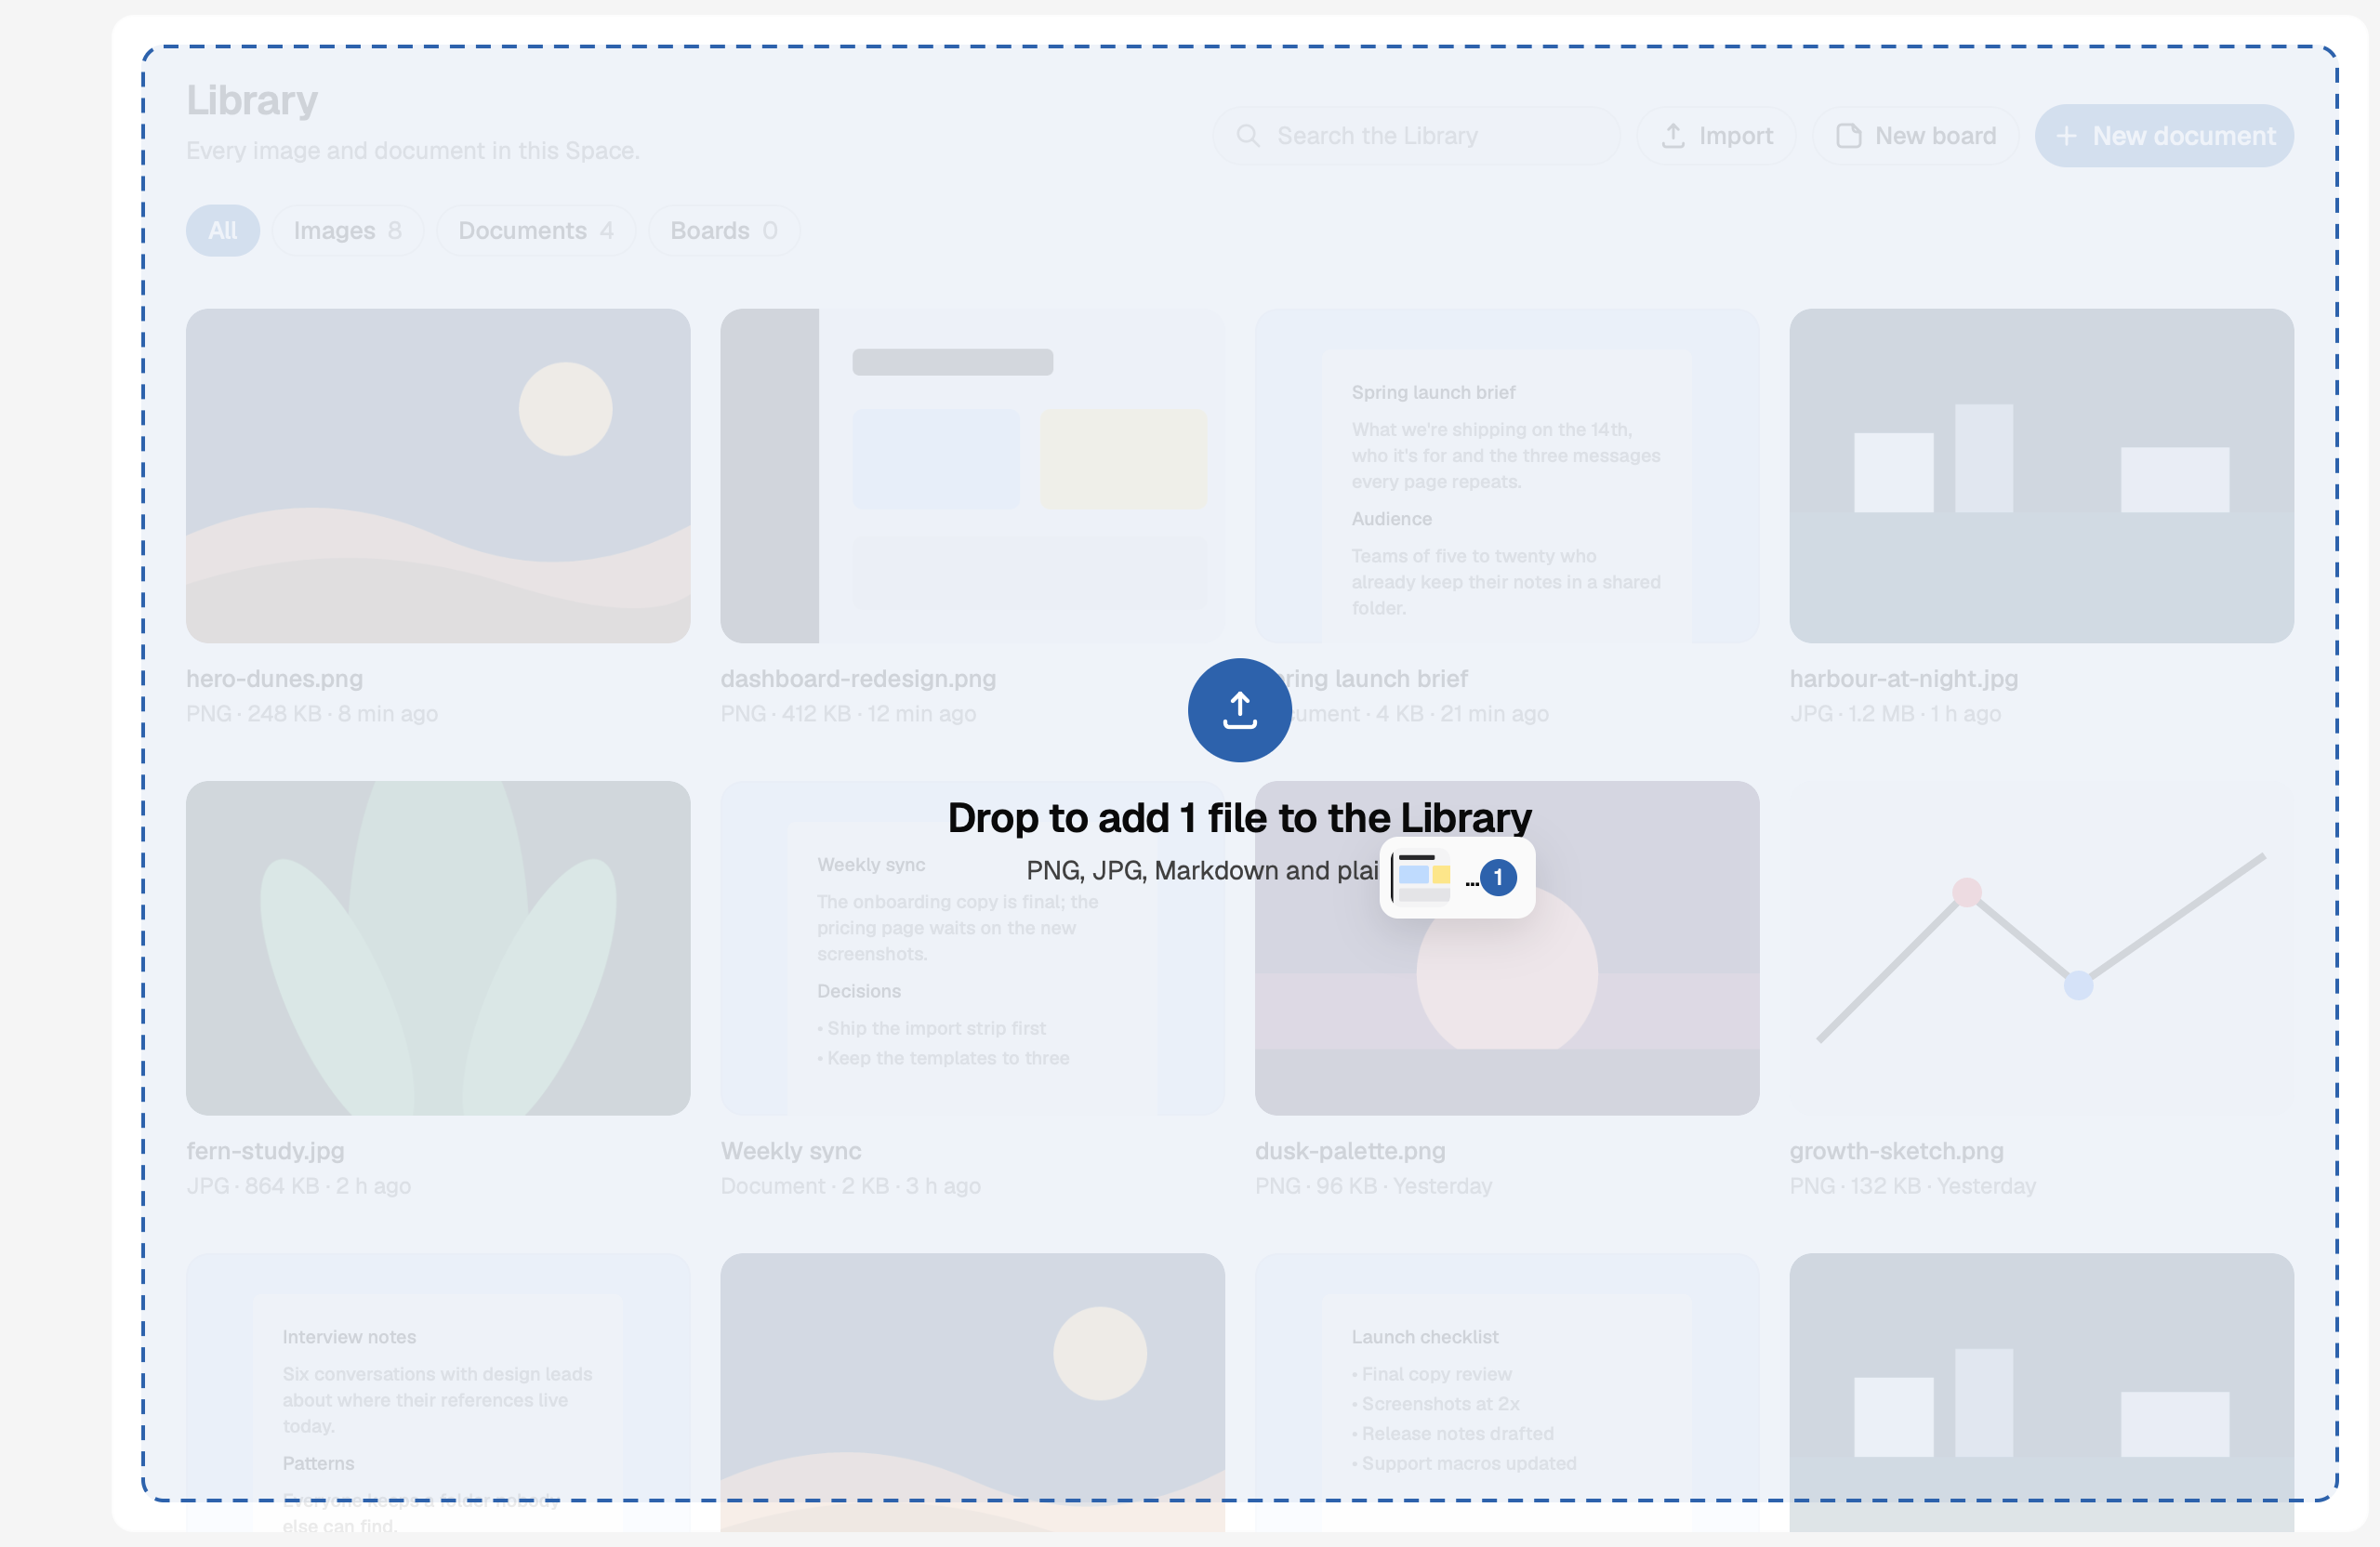 Library
Every image and document in this Space.
Search the Library
Import
New board
New document
All
Images 8
Documents 4
Boards 0
Spring launch brief
What we're shipping on the 14th,
who it's for and the three messages
every page repeats.
Audience
Teams of five to twenty who
already keep their notes in a shared
folder.
hero-dunes.png
PNG · 248 KB · 8 min ago
dashboard-redesign.png
PNG · 412 KB · 12 min ago
launch brief
4 KB · 21 min ago
harbour-at-night.jpg
JPG · 1.2 MB · 1 h ago
Drop to add 1 file to the Library
PNG, JPG, Markdown and
... 1
Weekly sync
The onboarding copy is final; the
pricing page waits on the new
screenshots.
Decisions
• Ship the import strip first
• Keep the templates to three
fern-study.jpg
JPG · 864 KB · 2 h ago
Weekly sync
Document · 2 KB · 3 h ago
dusk-palette.png
PNG · 96 KB · Yesterday
growth-sketch.png
PNG · 132 KB · Yesterday
Interview notes
Six conversations with design leads
about where their references live
today.
Patterns
Everyone keeps a folder nobody
else can find.
Launch checklist
• Final copy review
• Screenshots at 2x
• Release notes drafted
• Support macros updated